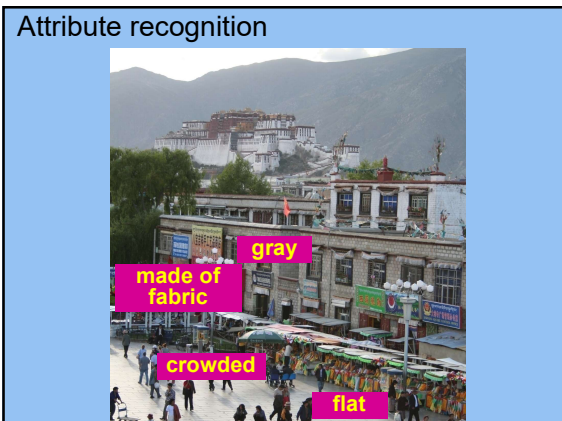 Attribute recognition
gray
made of
fabric
crowded
flat